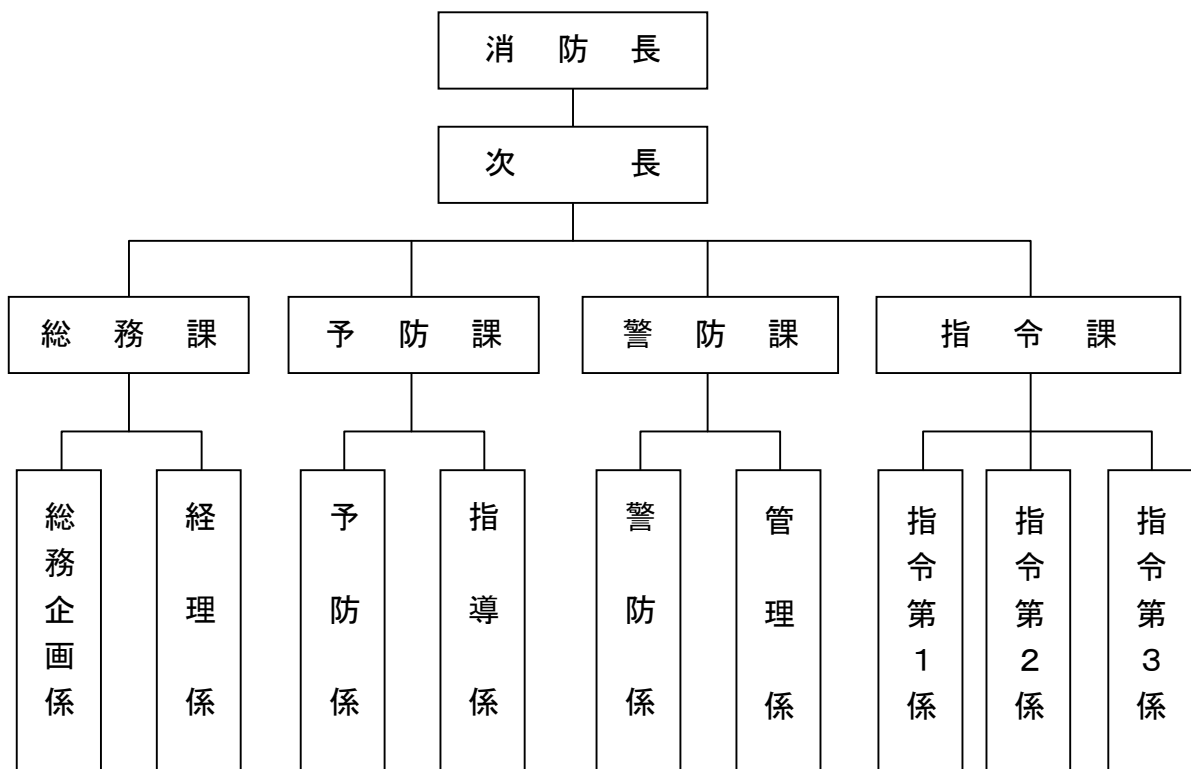 消防長
次長
総務課
予防課
警防課
指令課
総務企画係
経理係
予防係
指導係
警防係
管理係
指令第1係
指令第2係
指令第3係